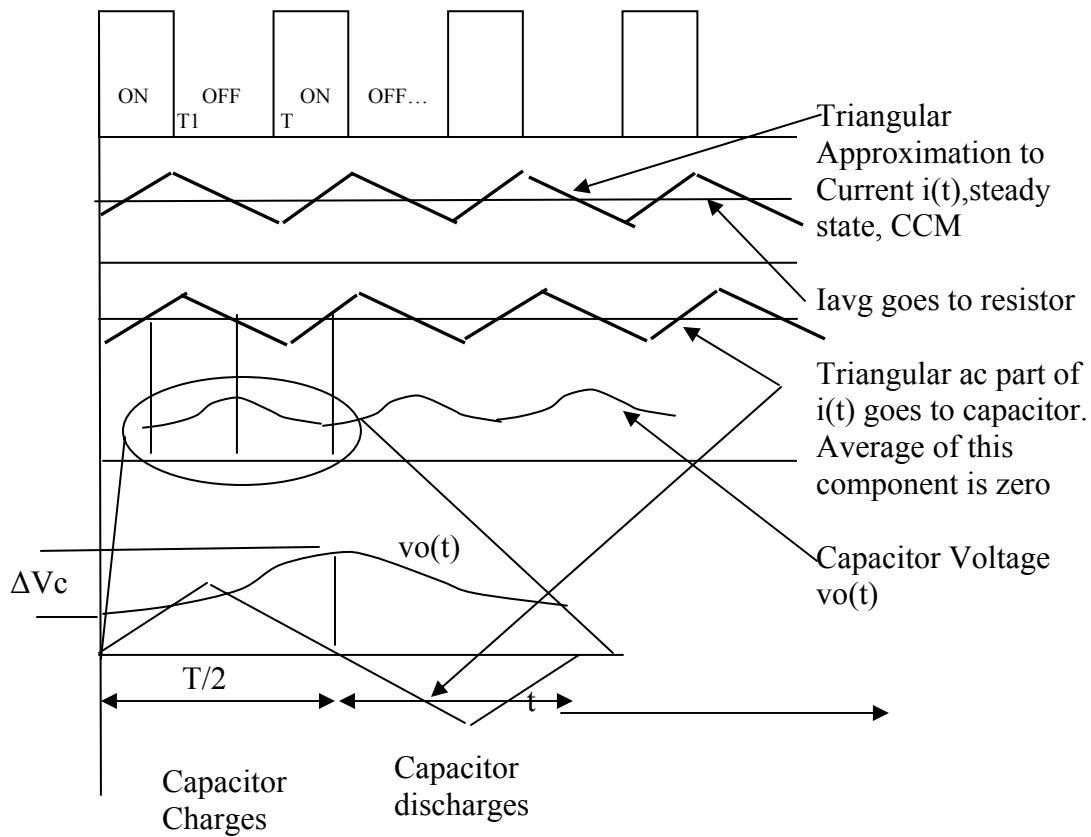 ON
OFF
ON
OFF…
T1
T
Triangular
Approximation to
Current i(t),steady
state, CCM
Iavg goes to resistor
Triangular ac part of
i(t) goes to capacitor.
Average of this
component is zero
Capacitor Voltage
vo(t)
vo(t)
ΔVc
T/2
t
Capacitor
Charges
Capacitor
discharges